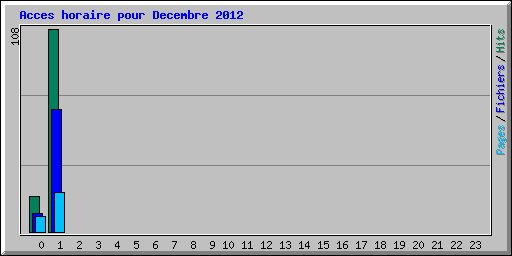 Acces horaire pour Decembre 2012
108
Pages/Fichiers/Hits
0 1 2 3 4 5 6 7 8 9 10 11 12 13 14 15 16 17 18 19 20 21 22 23